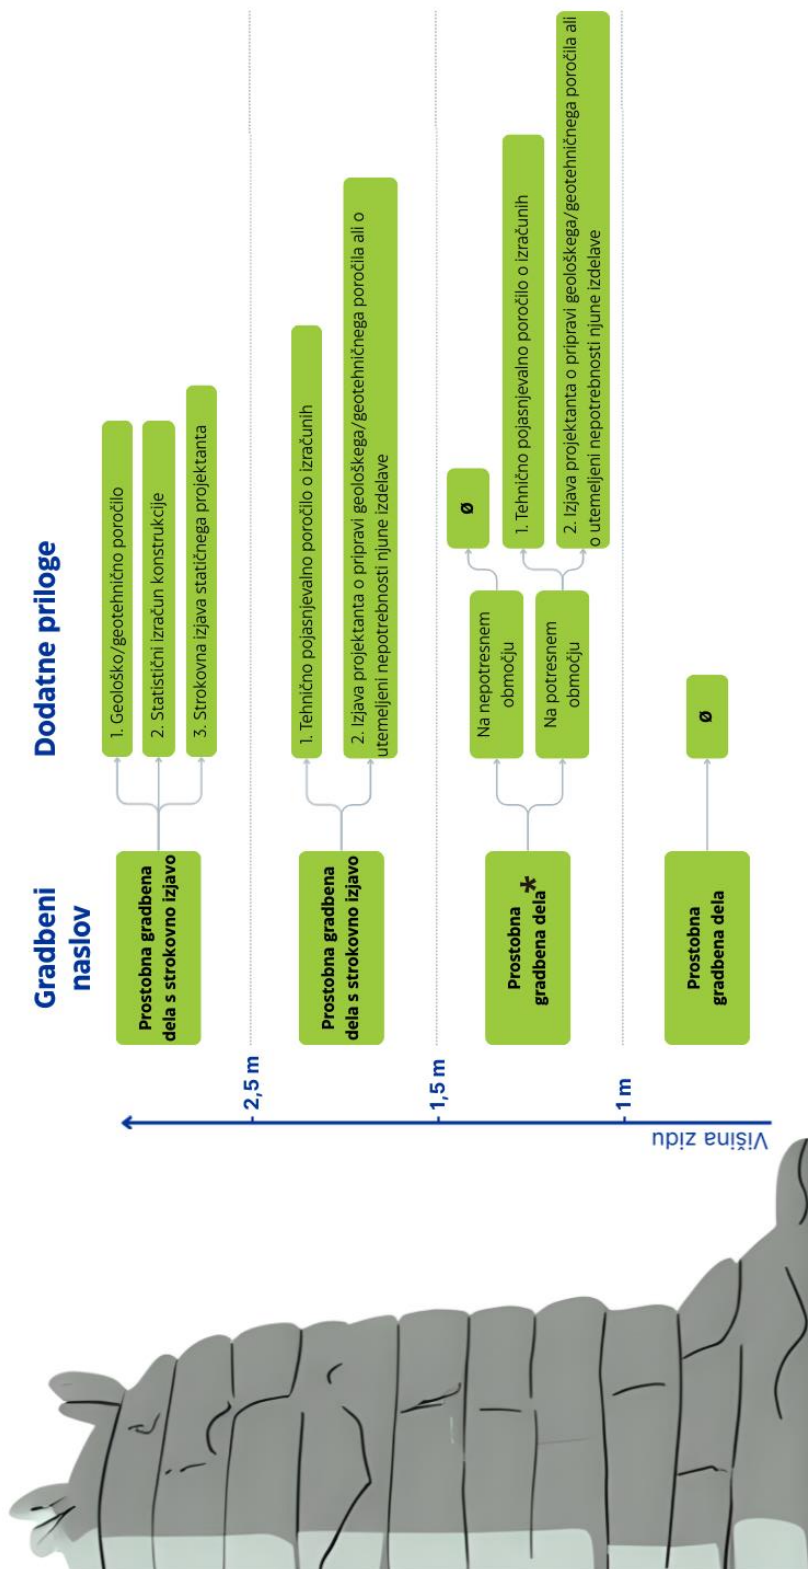 Gradbeni
naslov
Dodatne priloge
Višina zidu
2,5 m
1,5 m
1 m
Prostobna gradbena
dela s strokovno izjavo
1. Geološko/geotehnično poročilo
2. Statistični izračun konstrukcije
3. Strokovna izjava statičnega projektanta
Prostobna gradbena
dela s strokovno izjavo
1. Tehnično pojasnjevalno poročilo o izračunih
2. Izjava projektanta o pripravi geološkega/geotehničnega poročila ali o
utemeljeni nepotrebnosti njune izdelave
Prostobna
gradbena dela*
Na nepotresnem
območju
ø
Na potresnem
območju
1. Tehnično pojasnjevalno poročilo o izračunih
2. Izjava projektanta o pripravi geološkega/geotehničnega poročila ali
o utemeljeni nepotrebnosti njune izdelave
Prostobna
gradbena dela
ø